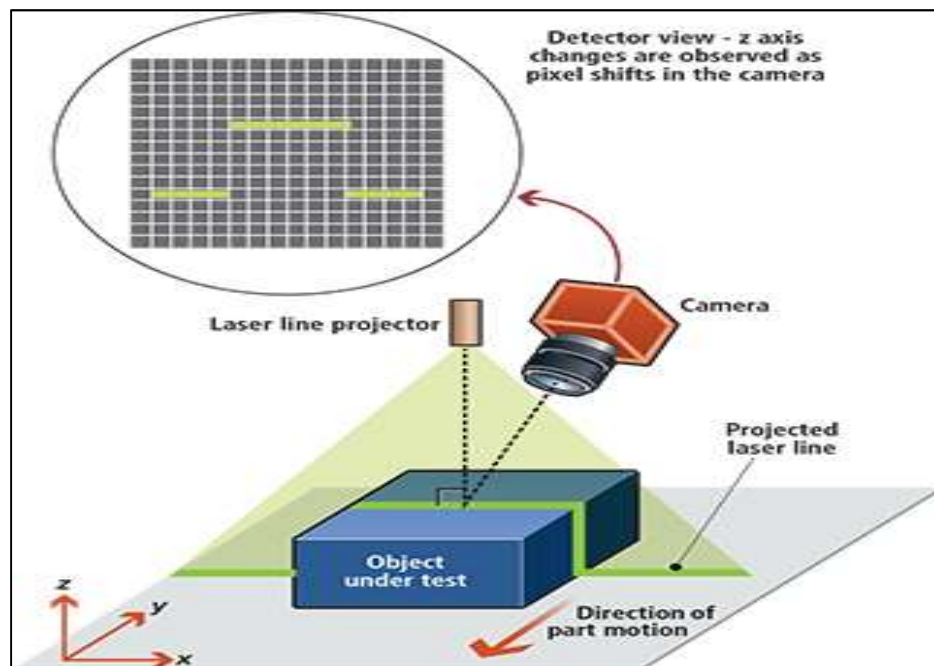 Detector view - z axis
changes are observed as
pixel shifts in the camera
Laser line projector
Camera
Projected
laser line
Object
under test
z
y
x
Direction of
part motion